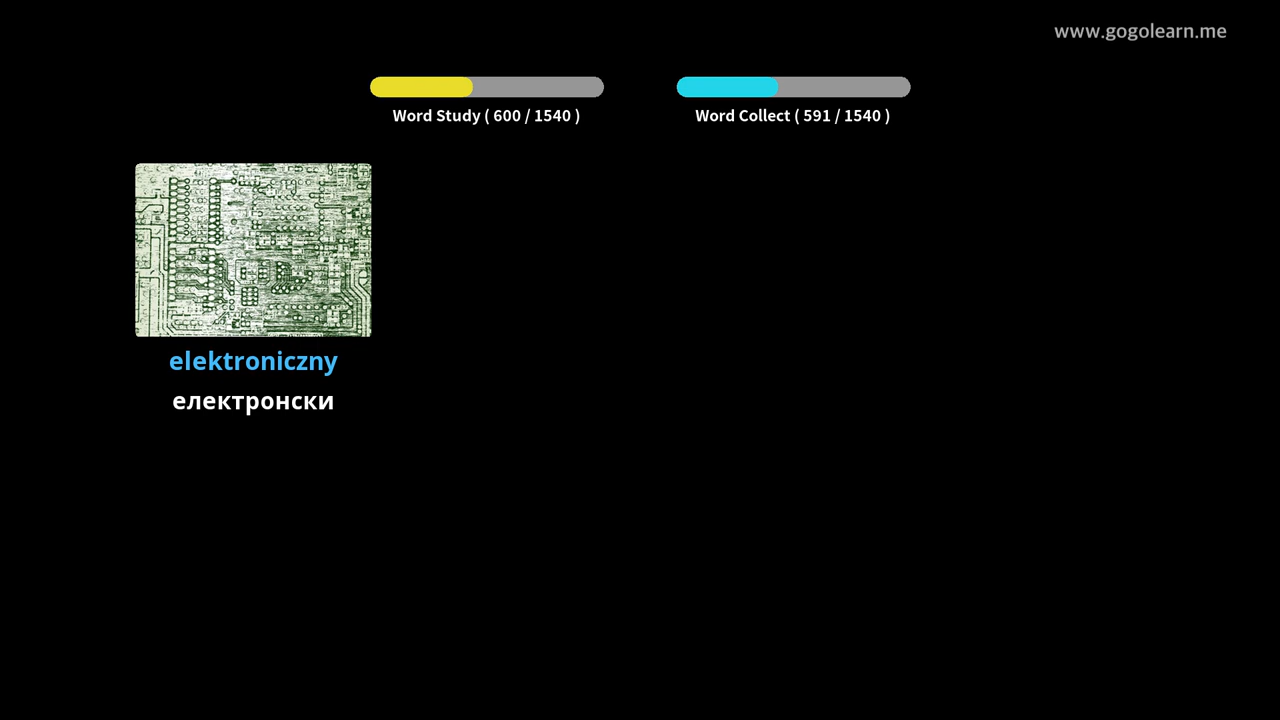 www.gogolearn.me
Word Study ( 600 / 1540 )
Word Collect ( 591 / 1540 )
elektroniczny
електронски